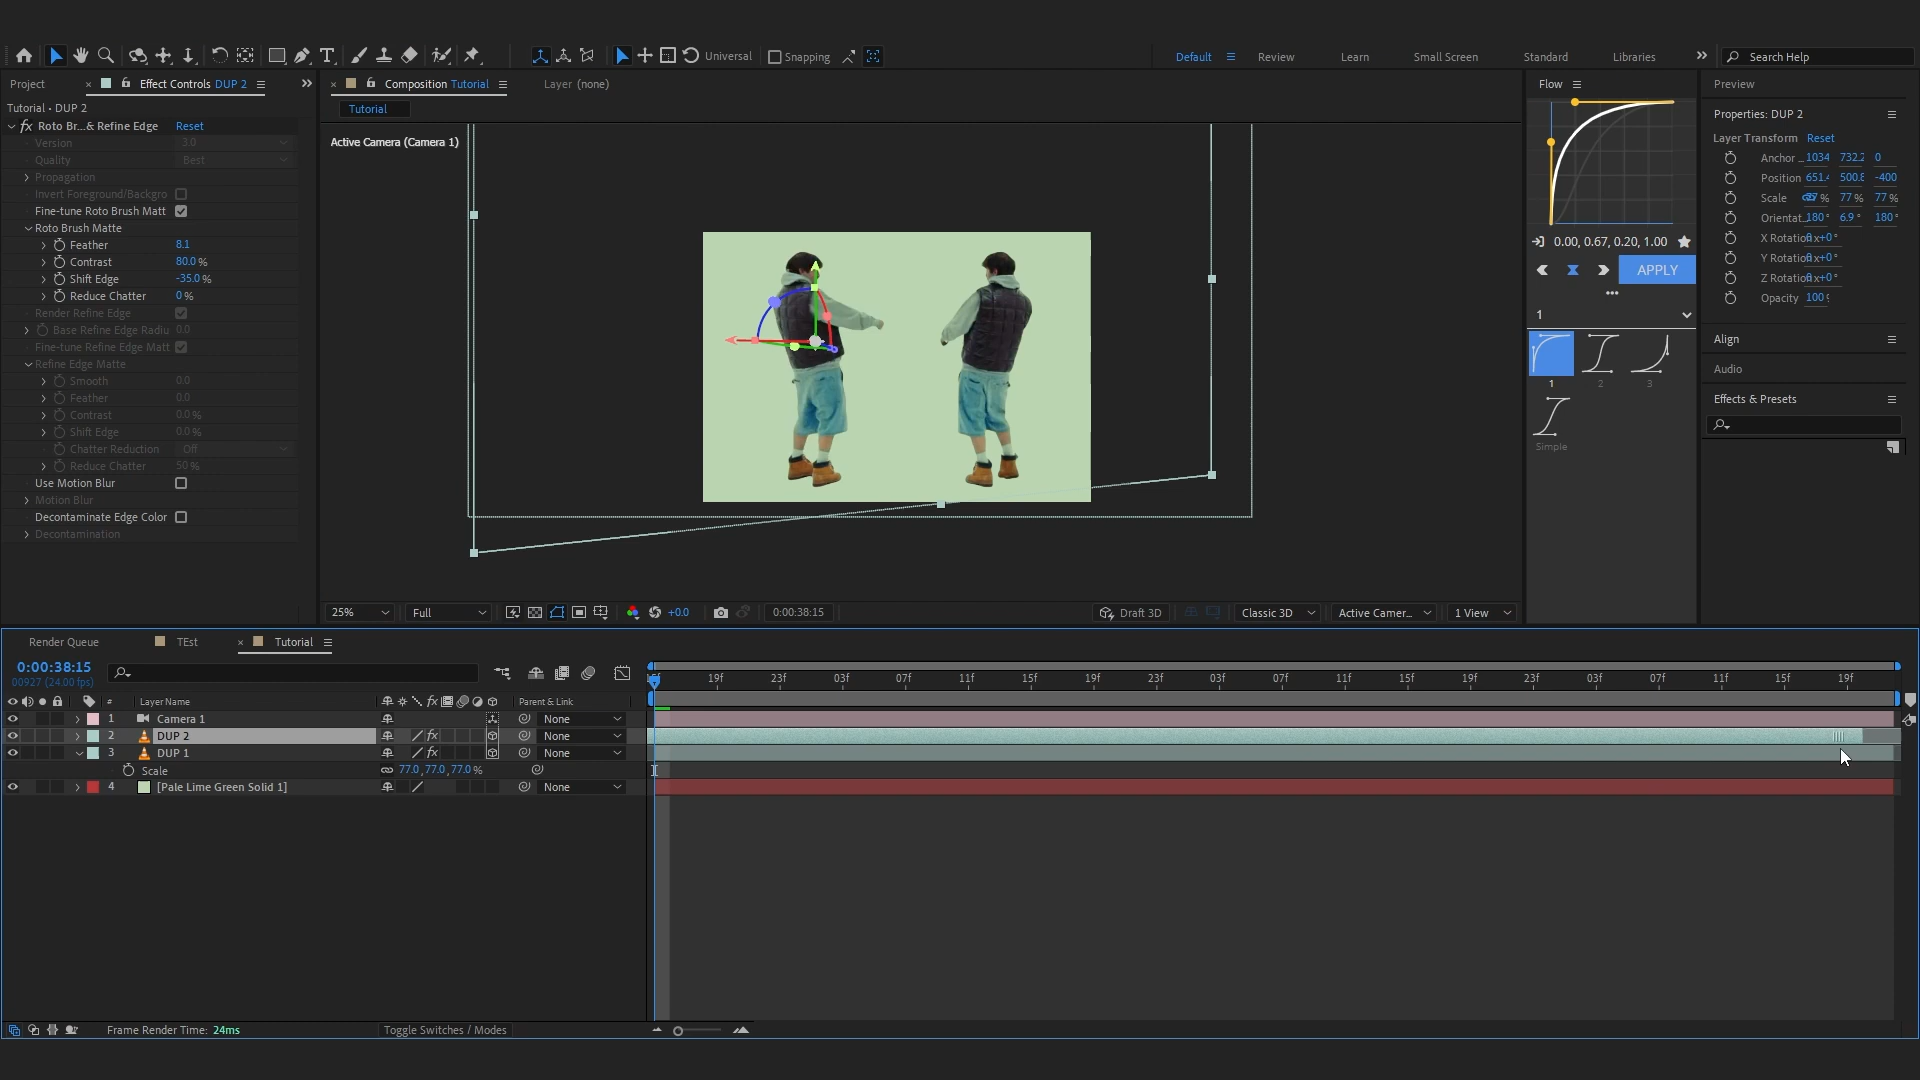 Universal
Snapping
Default
Review
Learn
Small Screen
Standard
Libraries
Search Help
Project
Effect Controls DUP 2
Composition Tutorial
Layer (none)
Flow
Preview
Tutorial • DUP 2
Tutorial
Properties: DUP 2
fx Roto Br...& Refine Edge Reset
Active Camera (Camera 1)
Layer Transform Reset
Version 3.0
Quality Best
Anchor ... 1034 732.2 0
Propagation
Position 651.4 500.8 -400
Invert Foreground/Backgro
Scale 77 % 77 % 77 %
Fine-tune Roto Brush Matt
Orientat.. 180 ° 6.9 ° 180 °
Roto Brush Matte
X Rotation 0x+0 °
Feather 8.1
0.00, 0.67, 0.20, 1.00
Contrast 80.0 %
Y Rotation 0x+0 °
APPLY
Shift Edge -35.0 %
Z Rotation 0x+0 °
Reduce Chatter 0 %
Opacity 100
Render Refine Edge
1
Base Refine Edge Radiu 0.0
Align
Fine-tune Refine Edge Matt
Refine Edge Matte
Audio
Smooth 0.0
1 2 3
Feather 0.0
Effects & Presets
Contrast 0.0 %
Shift Edge 0.0 %
Chatter Reduction Off
Simple
Reduce Chatter 50 %
Use Motion Blur
Motion Blur
Decontaminate Edge Color
Decontamination
25% Full +0.0 0:00:38:15 Draft 3D Classic 3D Active Camer... 1 View
Render Queue TEst Tutorial
0:00:38:15
00927 (24.00 fps)
19f 23f 03f 07f 11f 15f 19f 23f 03f 07f 11f 15f 19f 23f 03f 07f 11f 15f 19f
# Layer Name fx Parent & Link
1 Camera 1 None
2 DUP 2 fx None
3 DUP 1 fx None
Scale 77.0, 77.0, 77.0 %
4 [Pale Lime Green Solid 1] None
Frame Render Time: 24ms
Toggle Switches / Modes